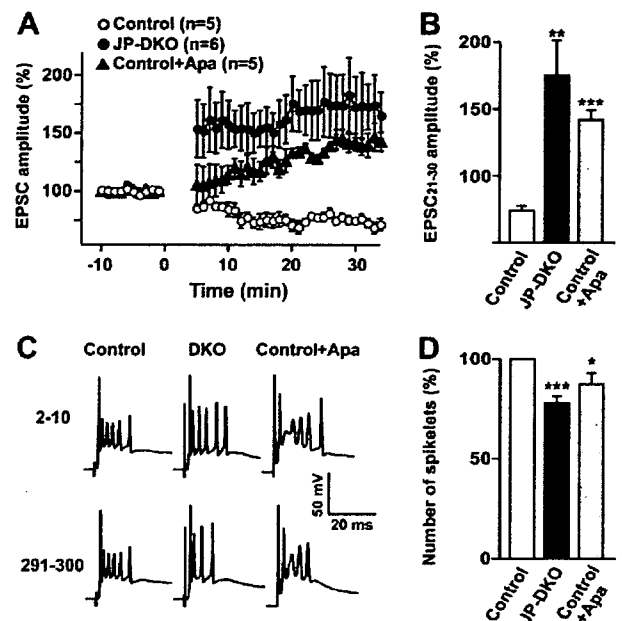 A
Control (n=5)
JP-DKO (n=6)
Control+Apa (n=5)
EPSC amplitude (%)
200
150
100
-10
0
10
20
30
Time (min)
B
EPSC21-30 amplitude (%)
200
150
100
**
***
Control
JP-DKO
Control
+Apa
C
Control DKO Control+Apa
2-10
50 mV
20 ms
291-300
D
Number of spikelets (%)
100
50
0
***
*
Control
JP-DKO
Control
+Apa